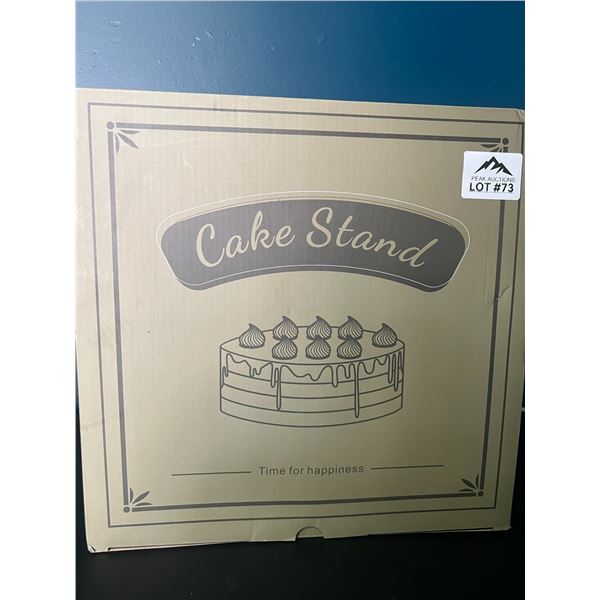 PEAK AUCTIONS
LOT #73
Cake Stand
Time for happiness